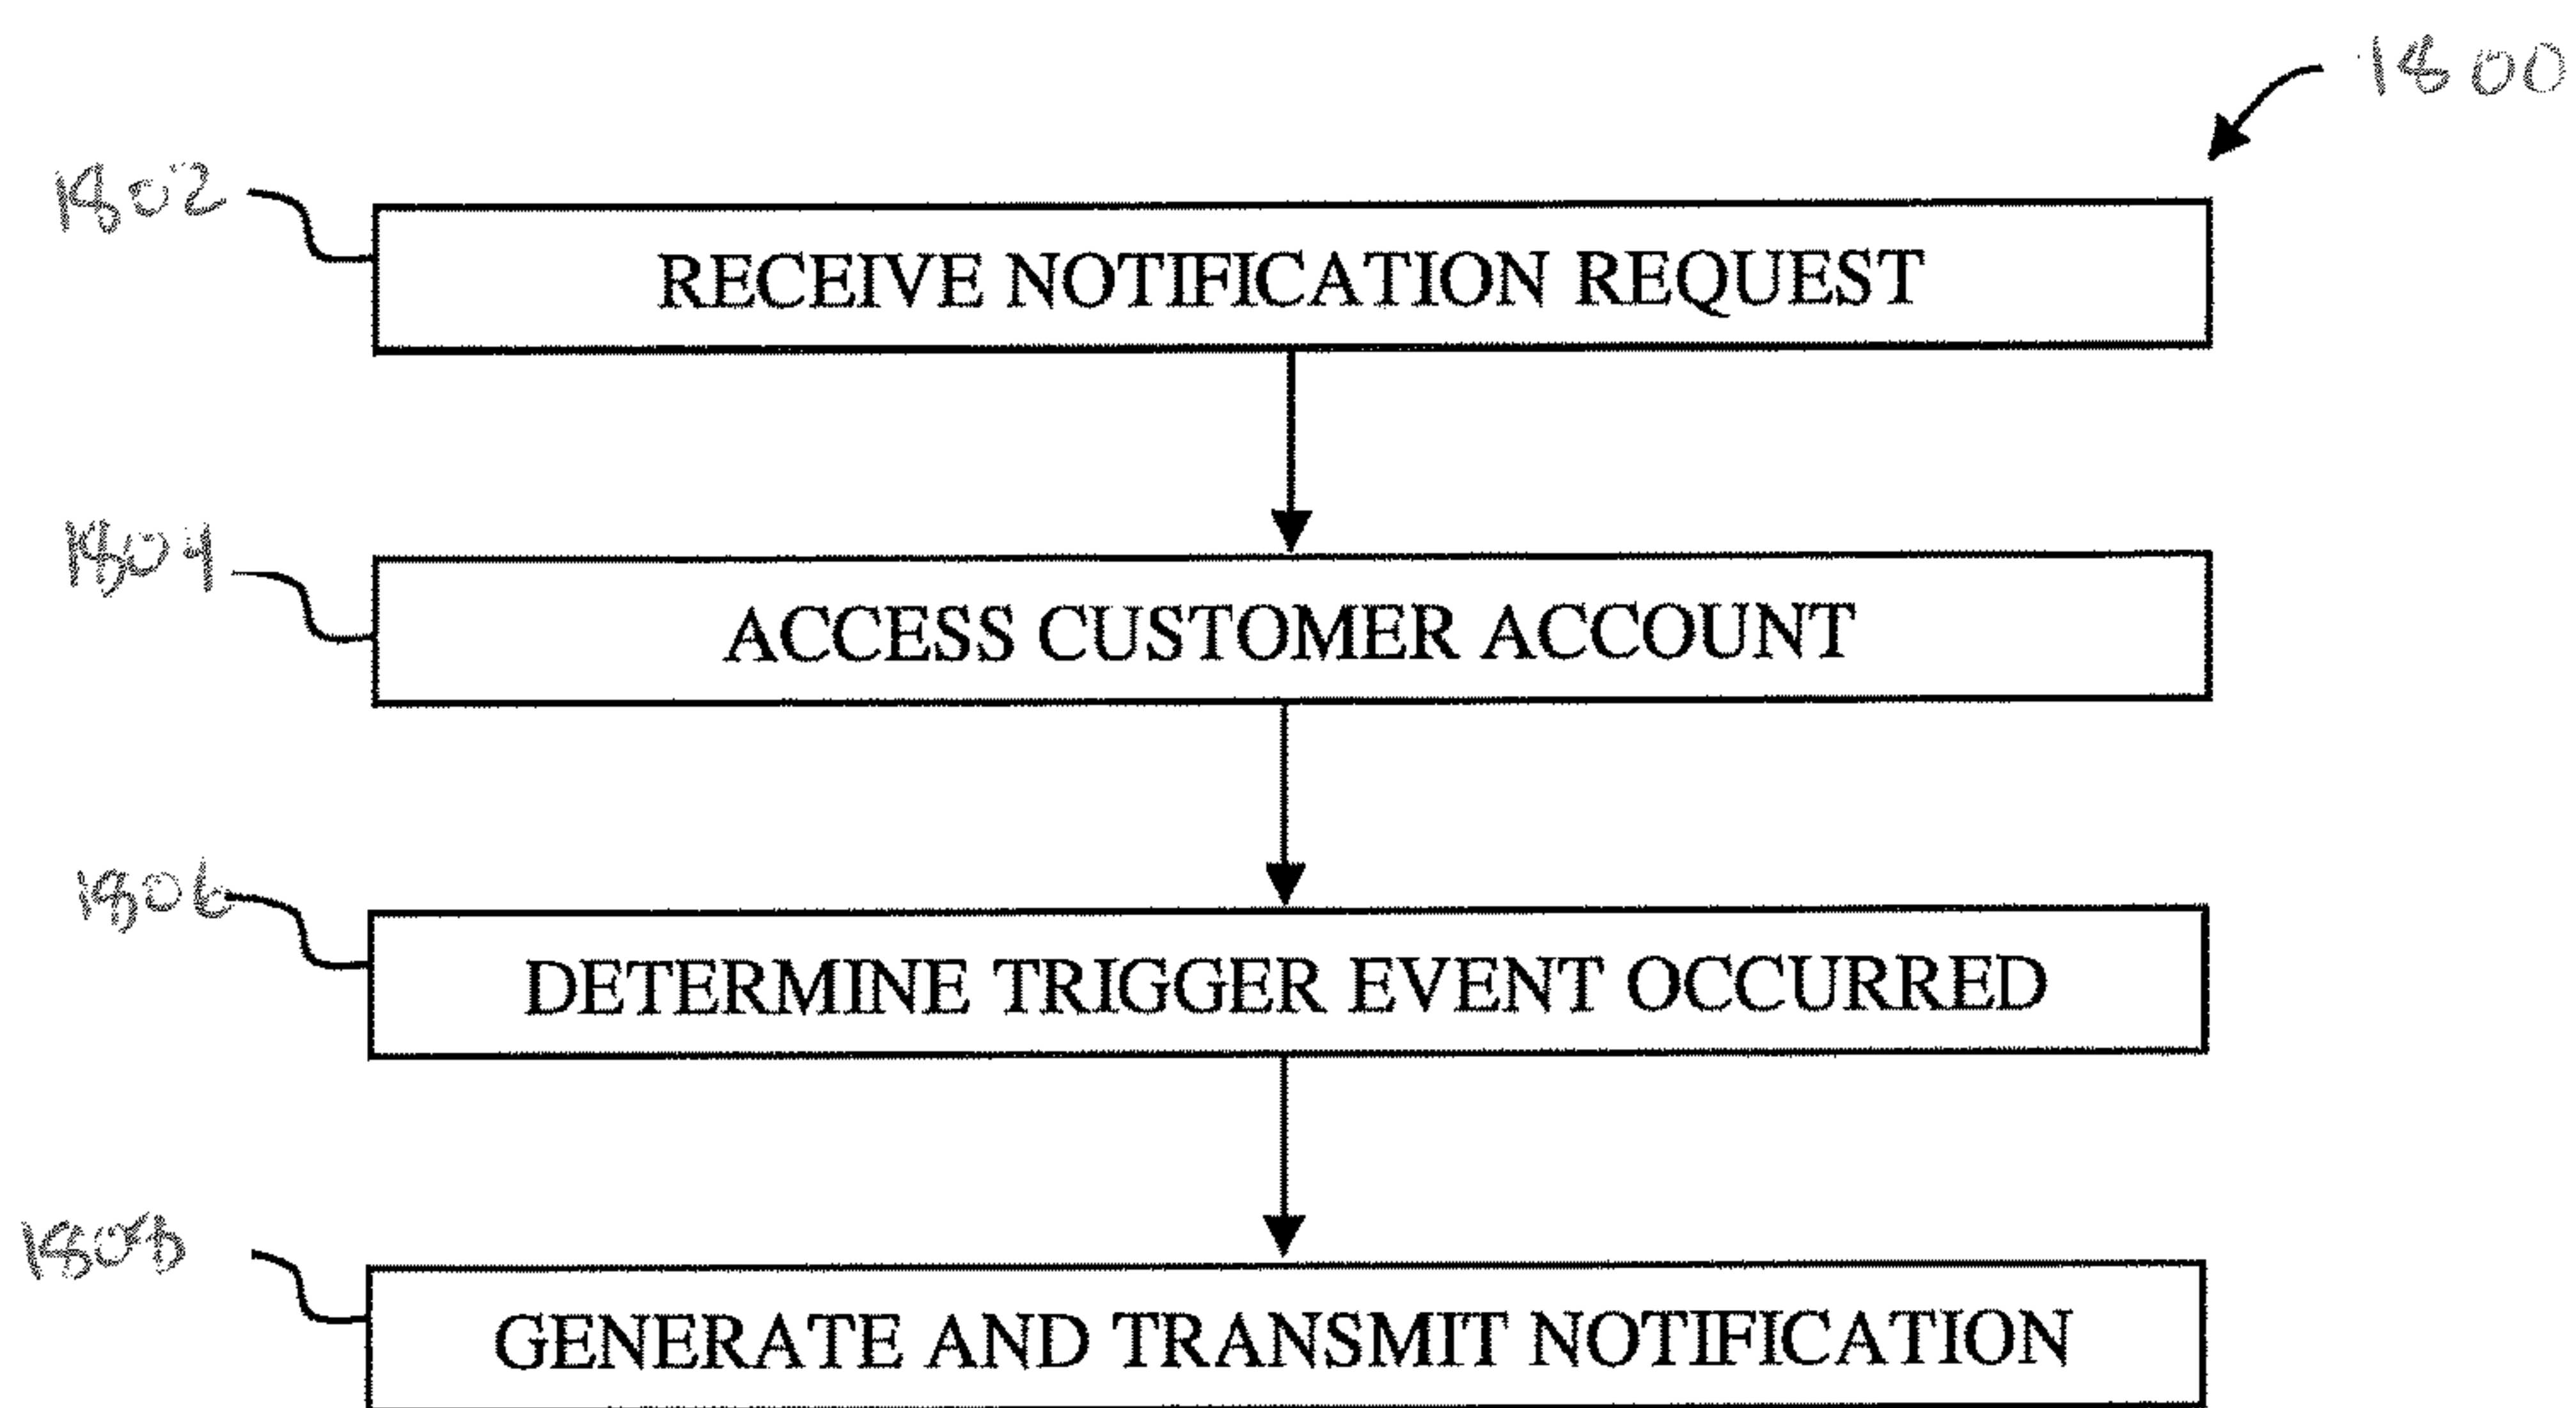 1800
1802
RECEIVE NOTIFICATION REQUEST
1804
ACCESS CUSTOMER ACCOUNT
1806
DETERMINE TRIGGER EVENT OCCURRED
1808
GENERATE AND TRANSMIT NOTIFICATION